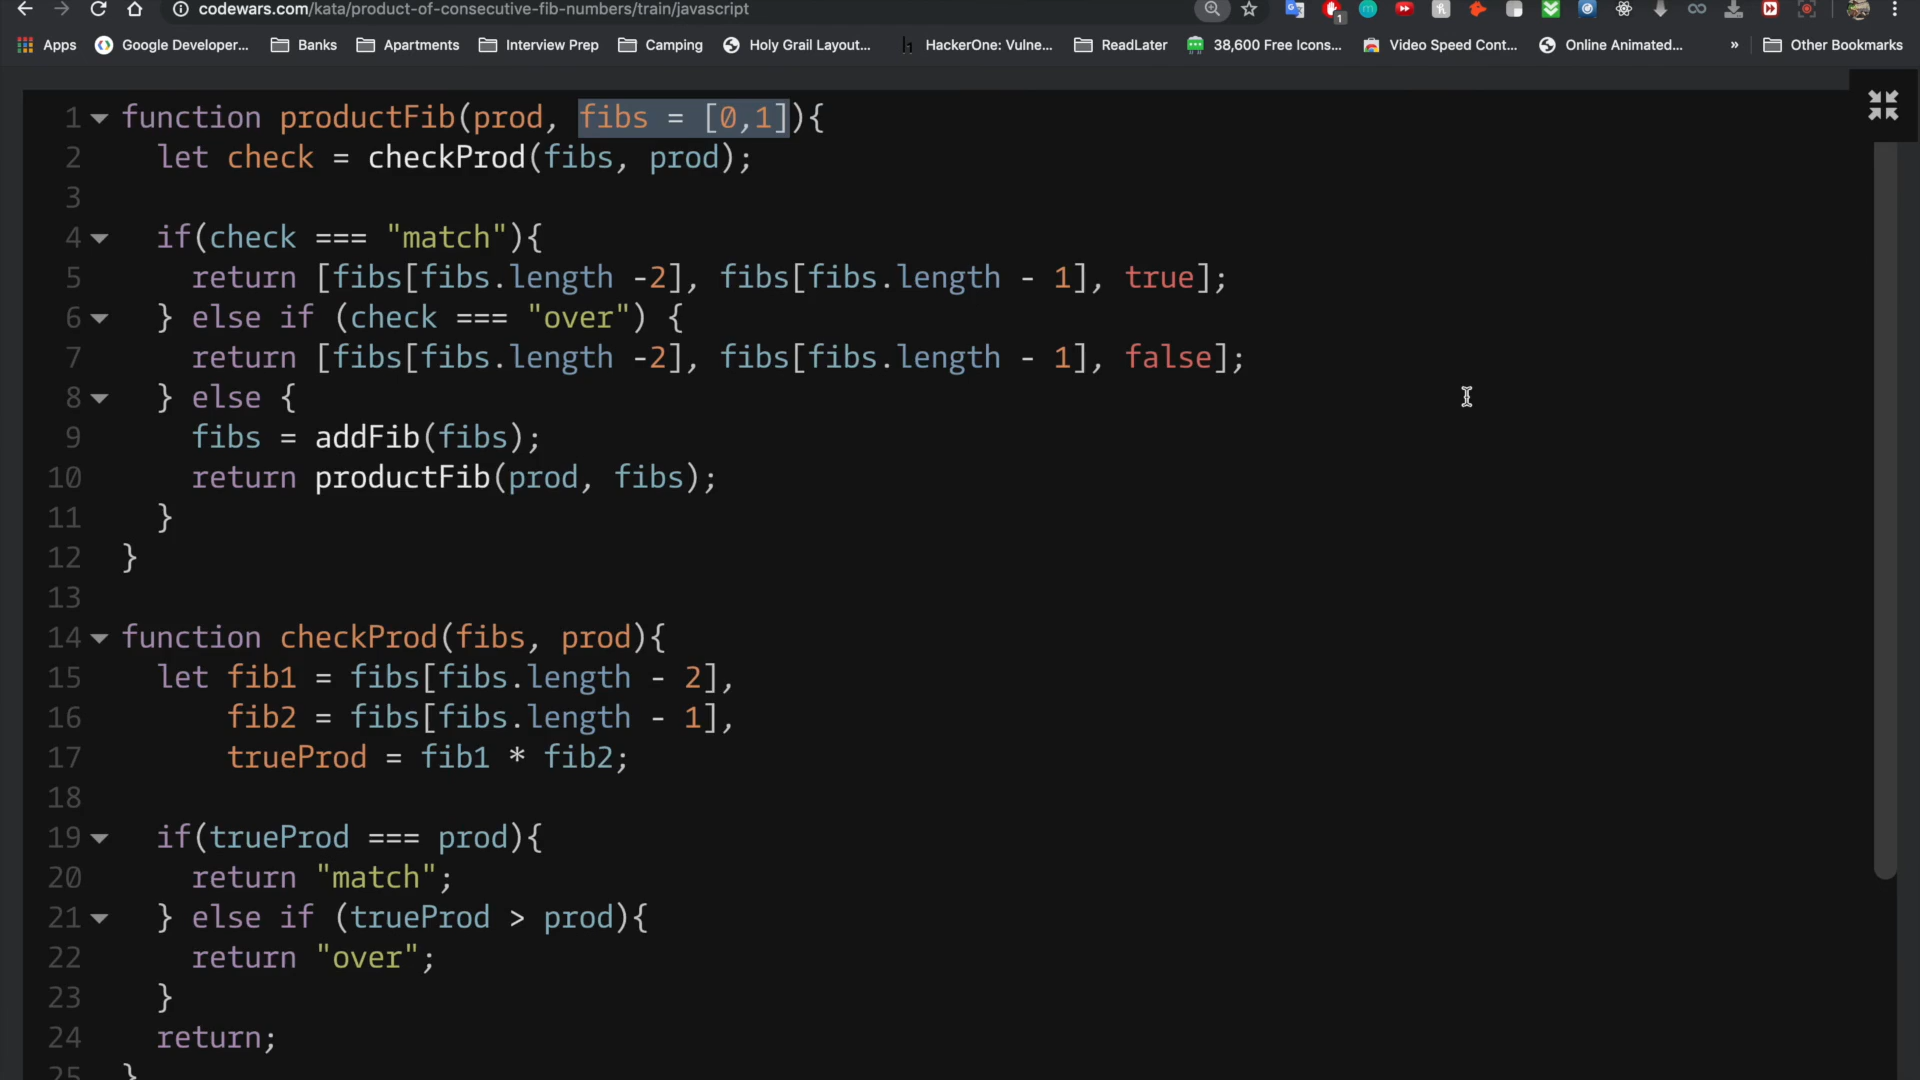 codewars.com/kata/product-of-consecutive-fib-numbers/train/javascript
1
Apps Google Developer... Banks Apartments Interview Prep Camping Holy Grail Layout... h HackerOne: Vulne... ReadLater 38,600 Free Icons... Video Speed Cont... Online Animated... » Other Bookmarks
1 function productFib(prod, fibs = [0,1]){
2 let check = checkProd(fibs, prod);
3
4 if(check === "match"){
5 return [fibs[fibs.length -2], fibs[fibs.length - 1], true];
6 } else if (check === "over") {
7 return [fibs[fibs.length -2], fibs[fibs.length - 1], false];
8 } else {
9 fibs = addFib(fibs);
10 return productFib(prod, fibs);
11 }
12 }
13
14 function checkProd(fibs, prod){
15 let fib1 = fibs[fibs.length - 2],
16 fib2 = fibs[fibs.length - 1],
17 trueProd = fib1 * fib2;
18
19 if(trueProd === prod){
20 return "match";
21 } else if (trueProd > prod){
22 return "over";
23 }
24 return;
25 }